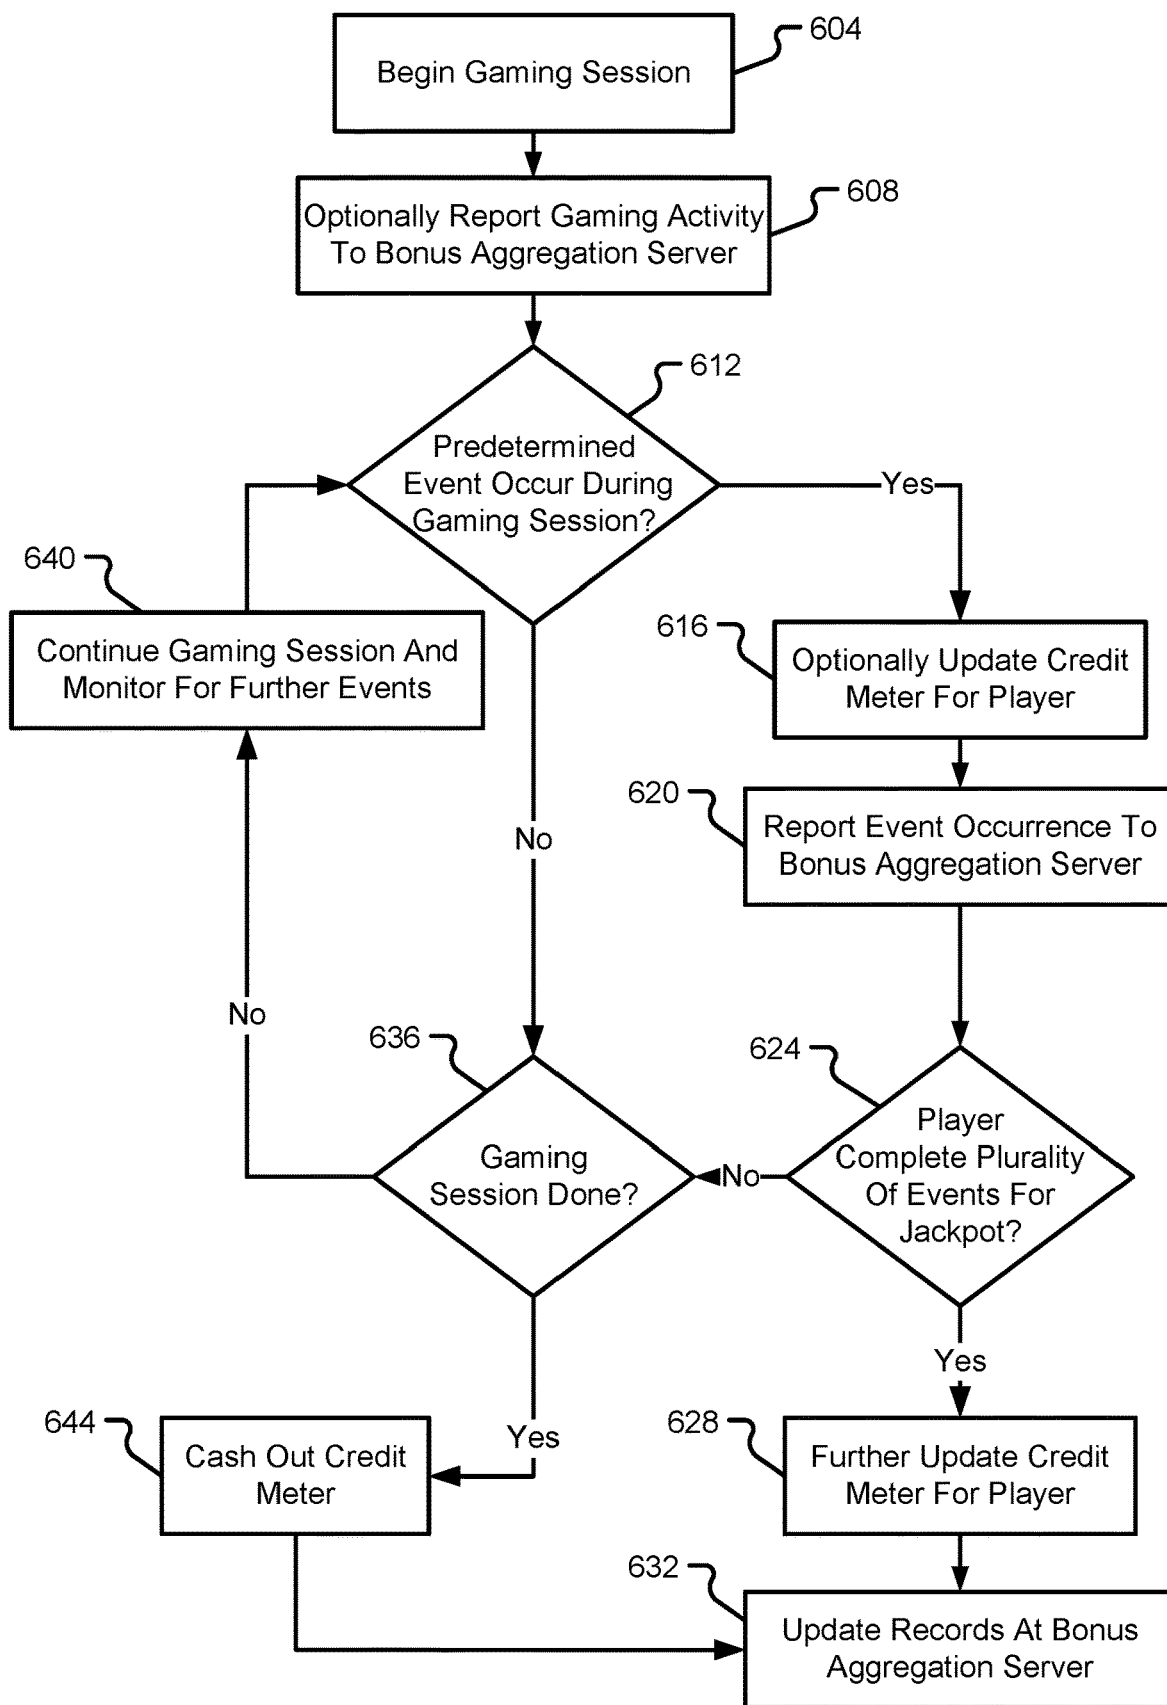 604
Begin Gaming Session
608
Optionally Report Gaming Activity
To Bonus Aggregation Server
612
Predetermined
Event Occur During
Gaming Session?
Yes
640
Continue Gaming Session And
Monitor For Further Events
616
Optionally Update Credit
Meter For Player
620
Report Event Occurrence To
Bonus Aggregation Server
No
No
636
Gaming
Session Done?
624
Player
Complete Plurality
Of Events For
Jackpot?
No
Yes
Yes
644
Cash Out Credit
Meter
628
Further Update Credit
Meter For Player
632
Update Records At Bonus
Aggregation Server